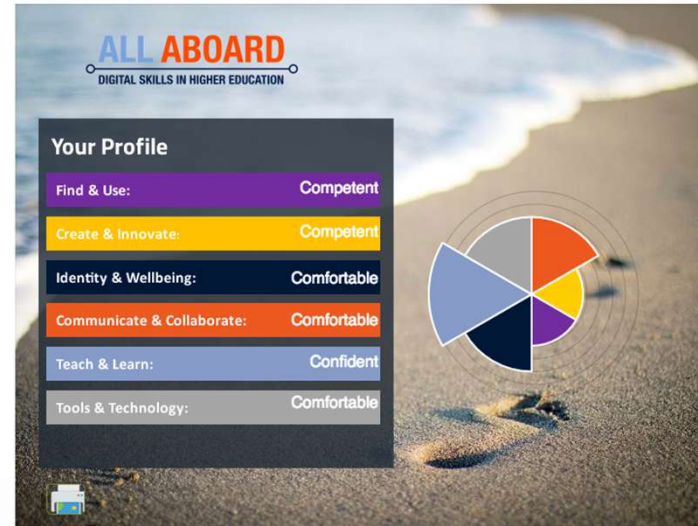 ALL ABOARD
DIGITAL SKILLS IN HIGHER EDUCATION
Your Profile
Find & Use: Competent
Create & Innovate: Competent
Identity & Wellbeing: Comfortable
Communicate & Collaborate: Comfortable
Teach & Learn: Confident
Tools & Technology: Comfortable